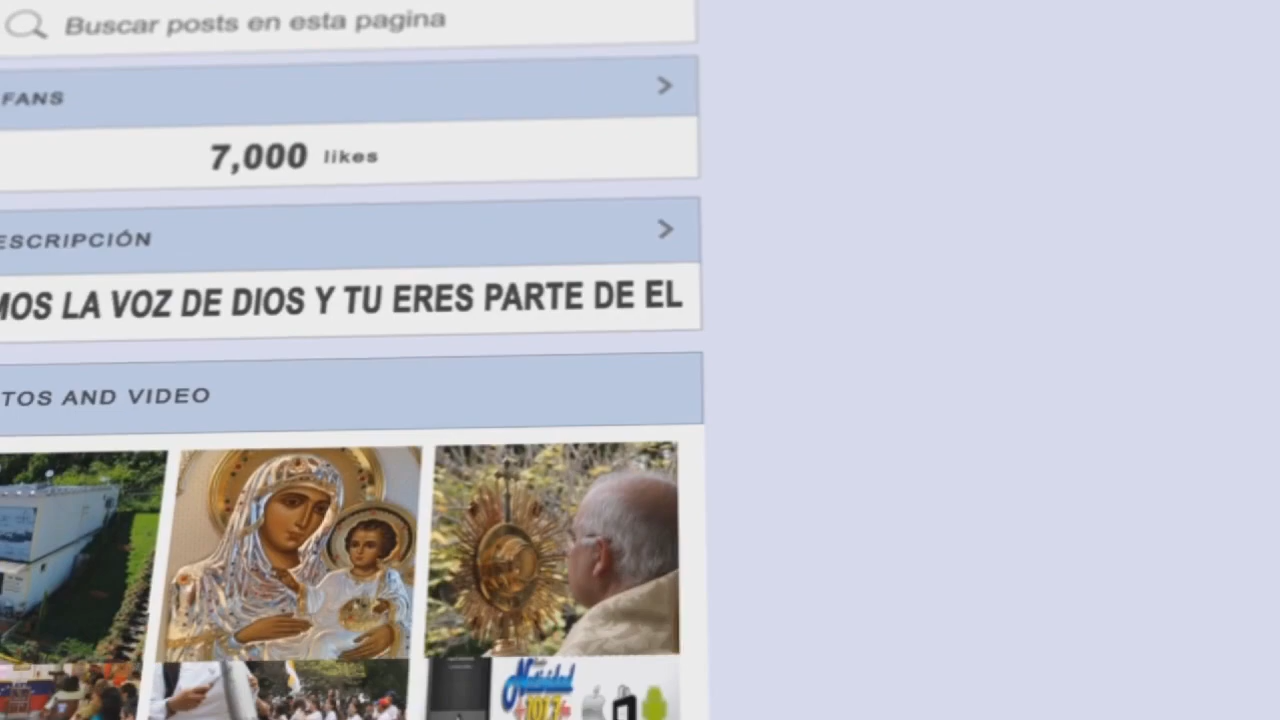 Buscar posts en esta pagina
FANS
7,000 likes
ESCRIPCIÓN
MOS LA VOZ DE DIOS Y TU ERES PARTE DE EL
TOS AND VIDEO
Natividad